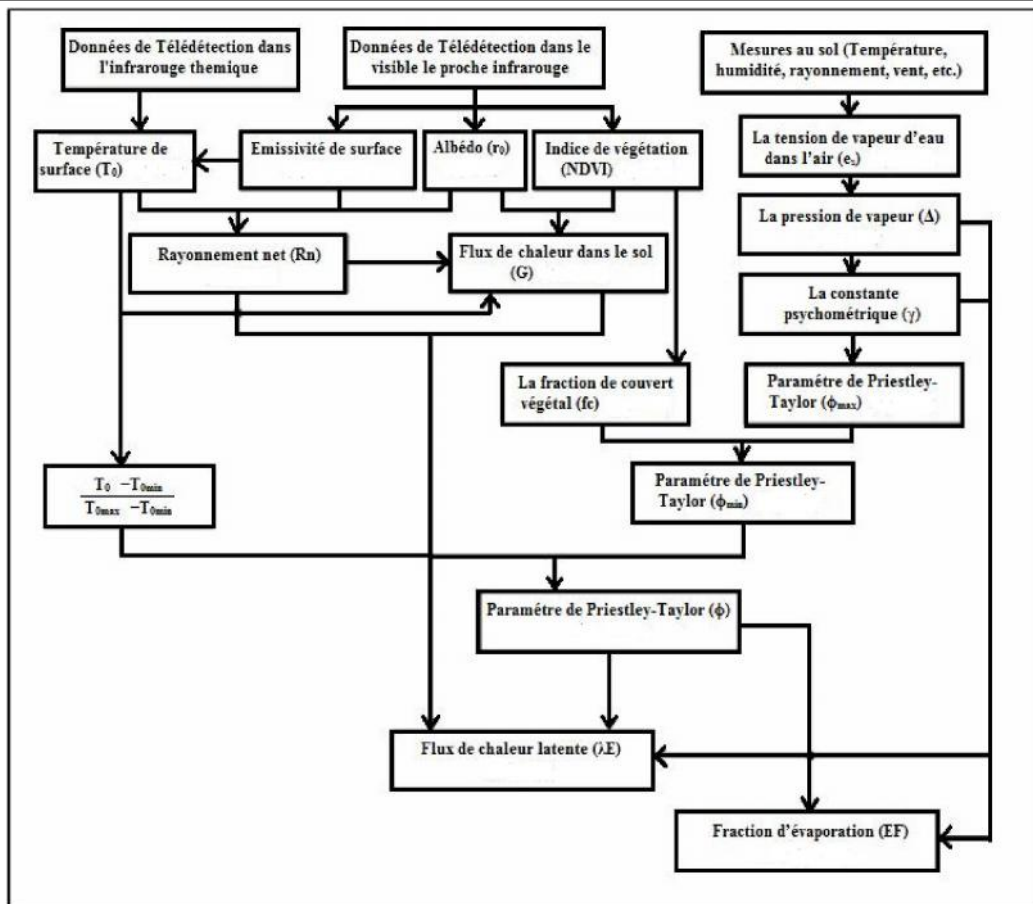 Données de Télédétection dans
l'infrarouge themique
Données de Télédétection dans le
visible le proche infrarouge
Mesures au sol (Température,
humidité, rayonnement, vent, etc.)
Température de
surface (T₀)
Emissivité de surface
Albédo (r₀)
Indice de végétation
(NDVI)
La tension de vapeur d'eau
dans l'air (eₐ)
La pression de vapeur (Δ)
Rayonnement net (Rn)
Flux de chaleur dans le sol
(G)
La constante
psychométrique (γ)
La fraction de couvert
végétal (fc)
Paramétre de Priestley-
Taylor (ϕmax)
T₀ −T₀min
T₀max −T₀min
Paramétre de Priestley-
Taylor (ϕmin)
Paramétre de Priestley-Taylor (ϕ)
Flux de chaleur latente (λE)
Fraction d'évaporation (EF)